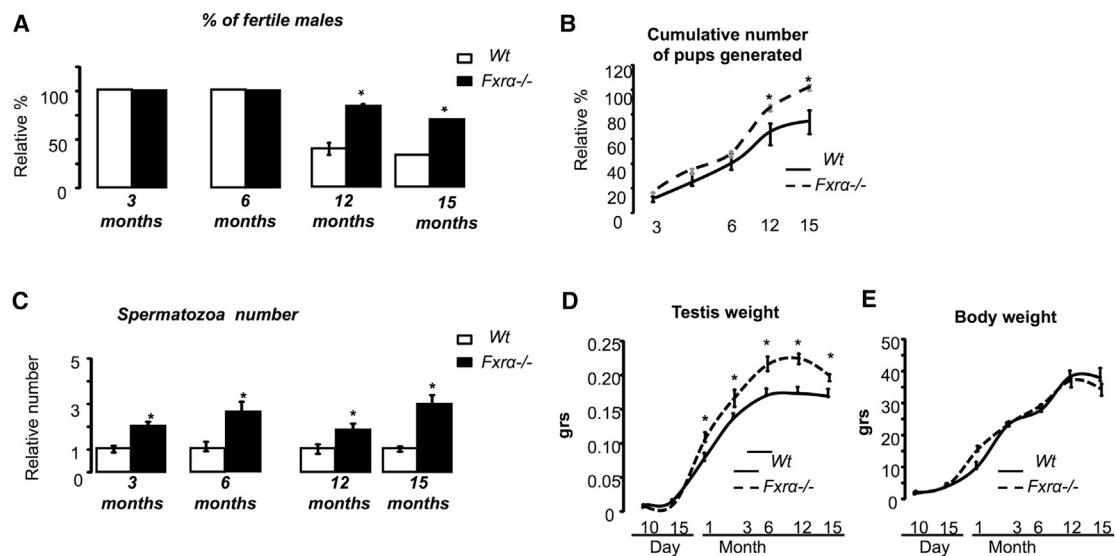 A
% of fertile males
Wt
Fxrα-/-
Relative %
100
50
0
*
*
3
months
6
months
12
months
15
months
B
Cumulative number
of pups generated
Relative %
120
100
80
60
40
20
0
*
*
Wt
Fxrα-/-
3
6
12
15
C
Spermatozoa number
Wt
Fxrα-/-
Relative number
5
3
1
0
*
*
*
*
3
months
6
months
12
months
15
months
D
Testis weight
grs
0.25
0.20
0.15
0.10
0.05
0
*
*
*
*
*
Wt
Fxrα-/-
10 15 1 3 6 12 15
Day Month
E
Body weight
grs
50
40
30
20
10
0
Wt
Fxrα-/-
10 15 1 3 6 12 15
Day Month